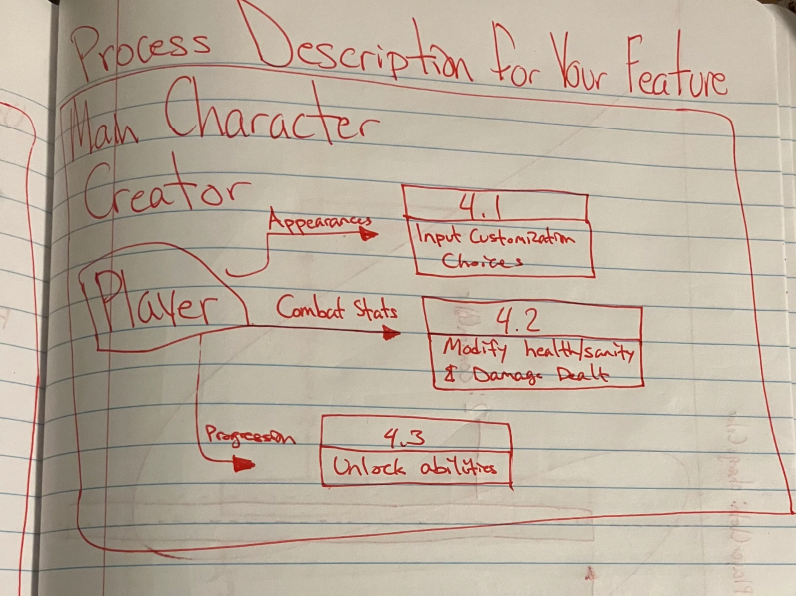 Process Description for Your Feature
Main Character
Creator
Appearances
4.1
Input Customization
Choices
Player
Combat Stats
4.2
Modify health/sanity
& Damage Dealt
Progression
4.3
Unlock abilities